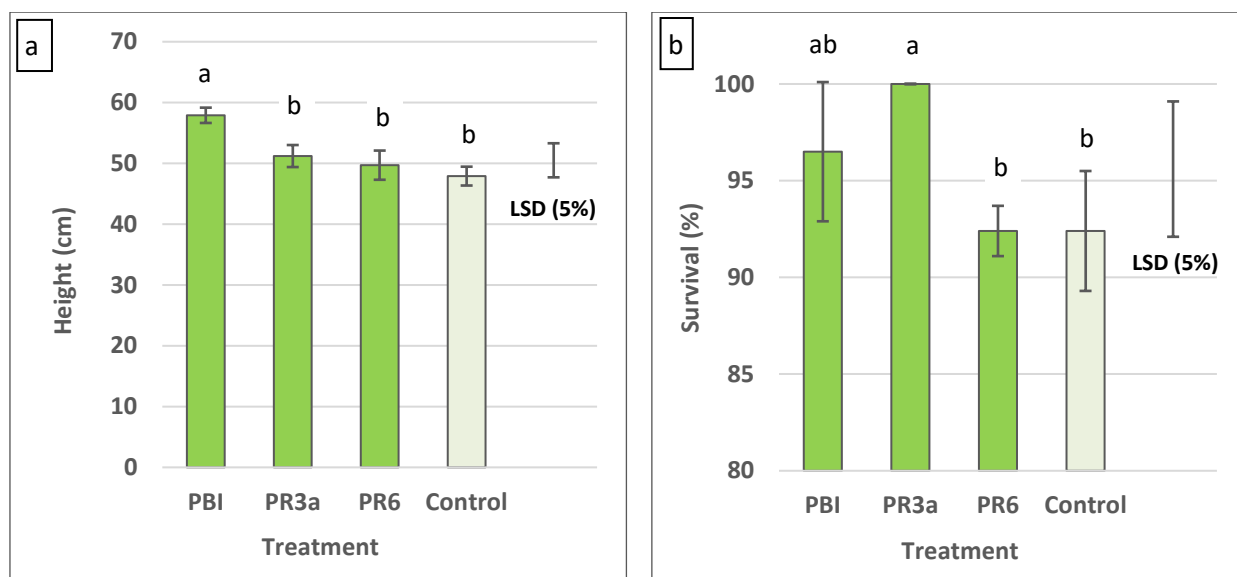 a
70
60
50
40
30
20
10
0
Height (cm)
a
b
b
b
LSD (5%)
PBI PR3a PR6 Control
Treatment
b
100
95
90
85
80
Survival (%)
ab
a
b
b
LSD (5%)
PBI PR3a PR6 Control
Treatment